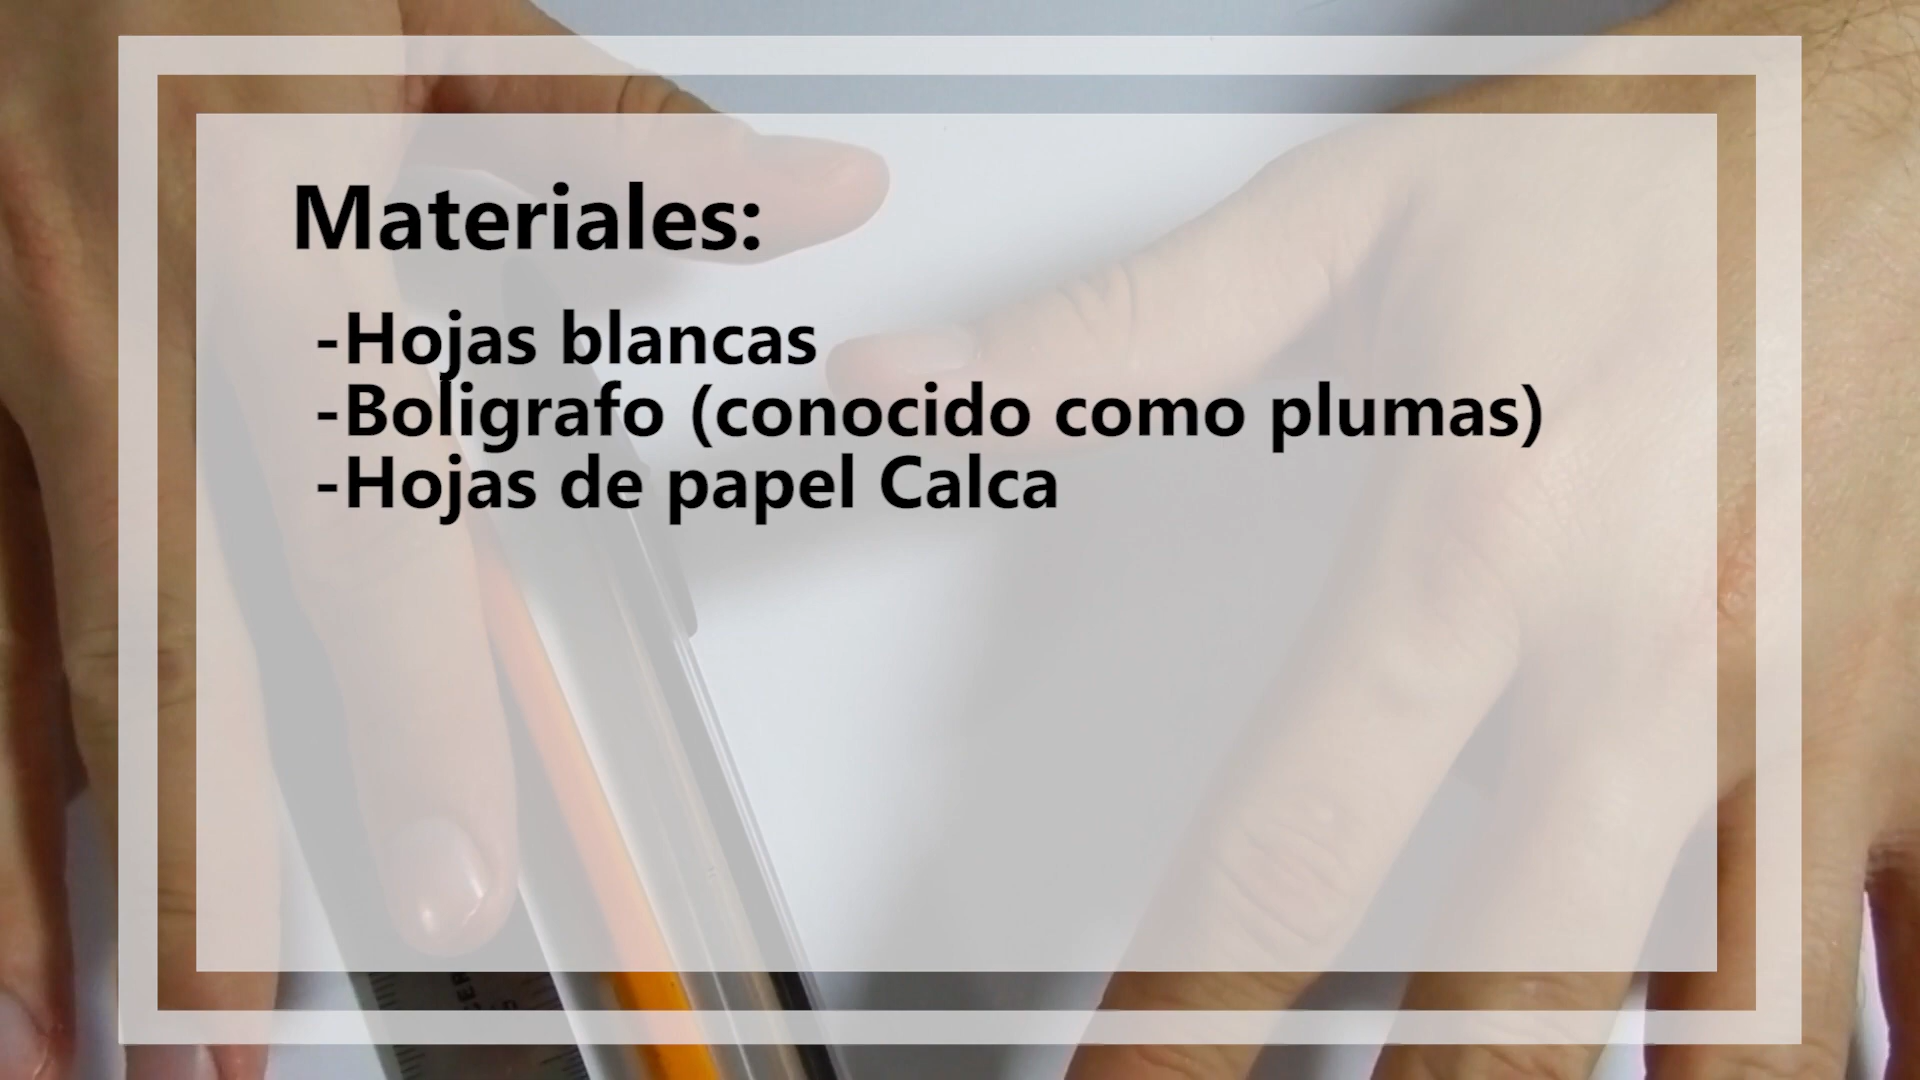 Materiales:
-Hojas blancas
-Boligrafo (conocido como plumas)
-Hojas de papel Calca